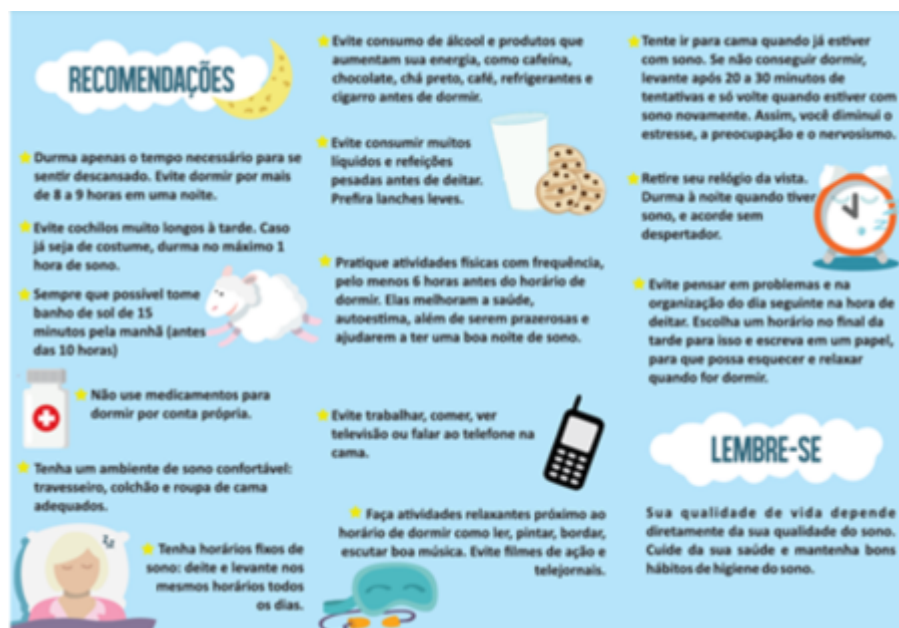 RECOMENDAÇÕES
Durma apenas o tempo necessário para se
sentir descansado. Evite dormir por mais
de 8 a 9 horas em uma noite.
Evite cochilos muito longos à tarde. Caso
já seja de costume, durma no máximo 1
hora de sono.
Sempre que possível tome
banho de sol de 15
minutos pela manhã (antes
das 10 horas)
Não use medicamentos para
dormir por conta própria.
Tenha um ambiente de sono confortável:
travesseiro, colchão e roupa de cama
adequados.
Tenha horários fixos de
sono: deite e levante nos
mesmos horários todos
os dias.
Evite consumo de álcool e produtos que
aumentam sua energia, como cafeína,
chocolate, chá preto, café, refrigerantes e
cigarro antes de dormir.
Evite consumir muitos
líquidos e refeições
pesadas antes de deitar.
Prefira lanches leves.
Pratique atividades físicas com frequência,
pelo menos 6 horas antes do horário de
dormir. Elas melhoram a saúde,
autoestima, além de serem prazerosas e
ajudarem a ter uma boa noite de sono.
Evite trabalhar, comer, ver
televisão ou falar ao telefone na
cama.
Faça atividades relaxantes próximo ao
horário de dormir como ler, pintar, bordar,
escutar boa música. Evite filmes de ação e
telejornais.
Tente ir para cama quando já estiver
com sono. Se não conseguir dormir,
levante após 20 a 30 minutos de
tentativas e só volte quando estiver com
sono novamente. Assim, você diminui o
estresse, a preocupação e o nervosismo.
Retire seu relógio da vista.
Durma à noite quando tiver
sono, e acorde sem
despertador.
Evite pensar em problemas e na
organização do dia seguinte na hora de
deitar. Escolha um horário no final da
tarde para isso e escreva em um papel,
para que possa esquecer e relaxar
quando for dormir.
LEMBRE-SE
Sua qualidade de vida depende
diretamente da sua qualidade do sono.
Cuide da sua saúde e mantenha bons
hábitos de higiene do sono.